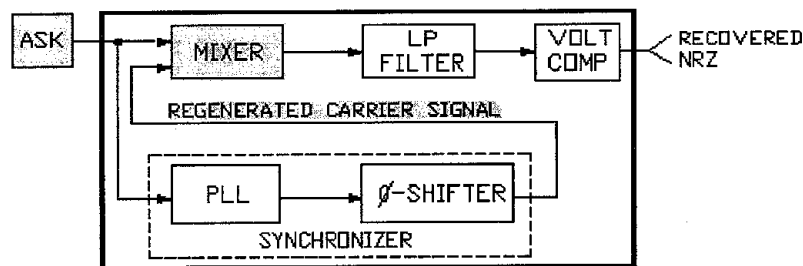 ASK
MIXER
LP
FILTER
VOLT
COMP
RECOVERED
NRZ
REGENERATED CARRIER SIGNAL
PLL
Ø-SHIFTER
SYNCHRONIZER